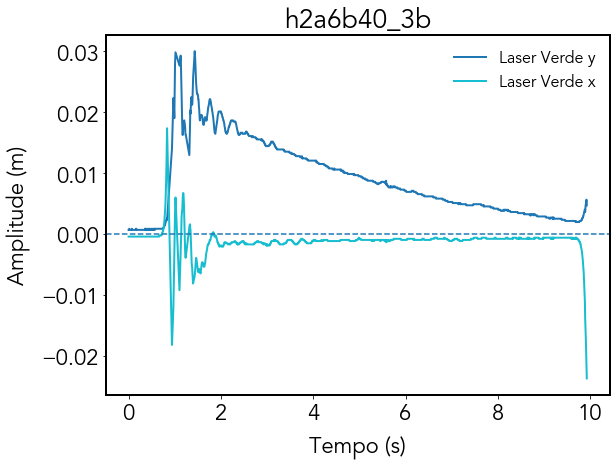 h2a6b40_3b
Laser Verde y
Laser Verde x
Amplitude (m)
0.03
0.02
0.01
0.00
−0.01
−0.02
0 2 4 6 8 10
Tempo (s)